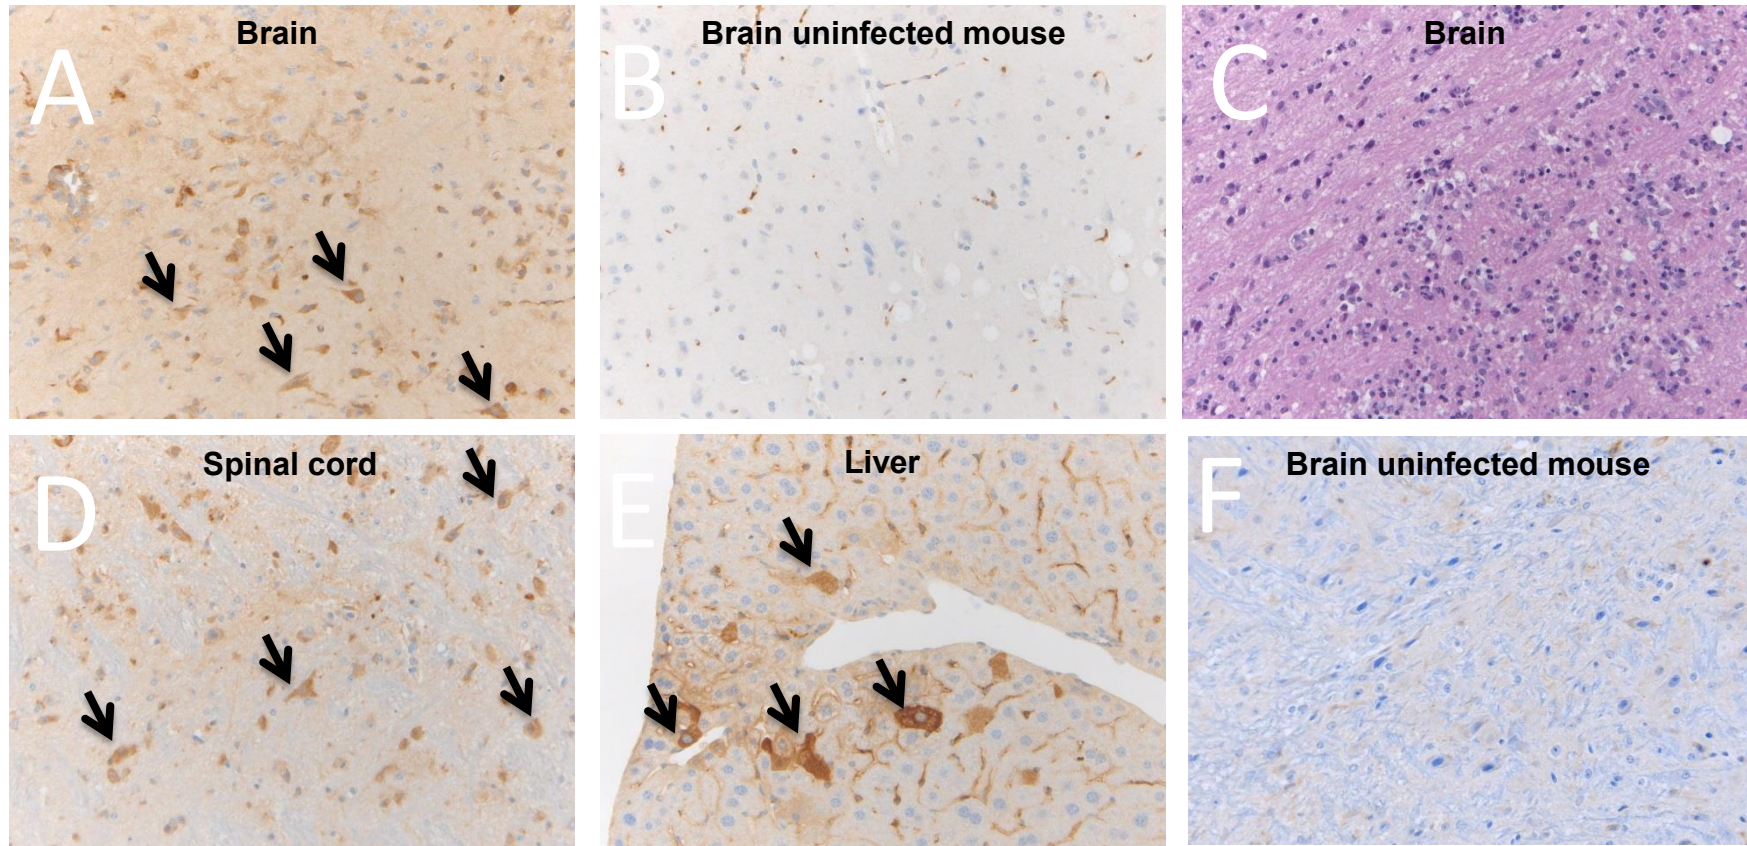 A
Brain
B
Brain uninfected mouse
C
Brain
D
Spinal cord
E
Liver
F
Brain uninfected mouse